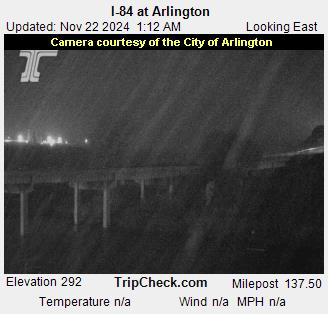 I-84 at Arlington
Updated: Nov 22 2024 1:12 AM Looking East
Camera courtesy of the City of Arlington
Elevation 292 TripCheck.com Milepost 137.50
Temperature n/a Wind n/a MPH n/a